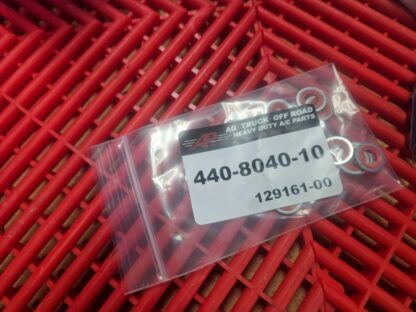 AP
AG TRUCK OFF ROAD
HEAVY DUTY A/C PARTS
440-8040-10
129161-00